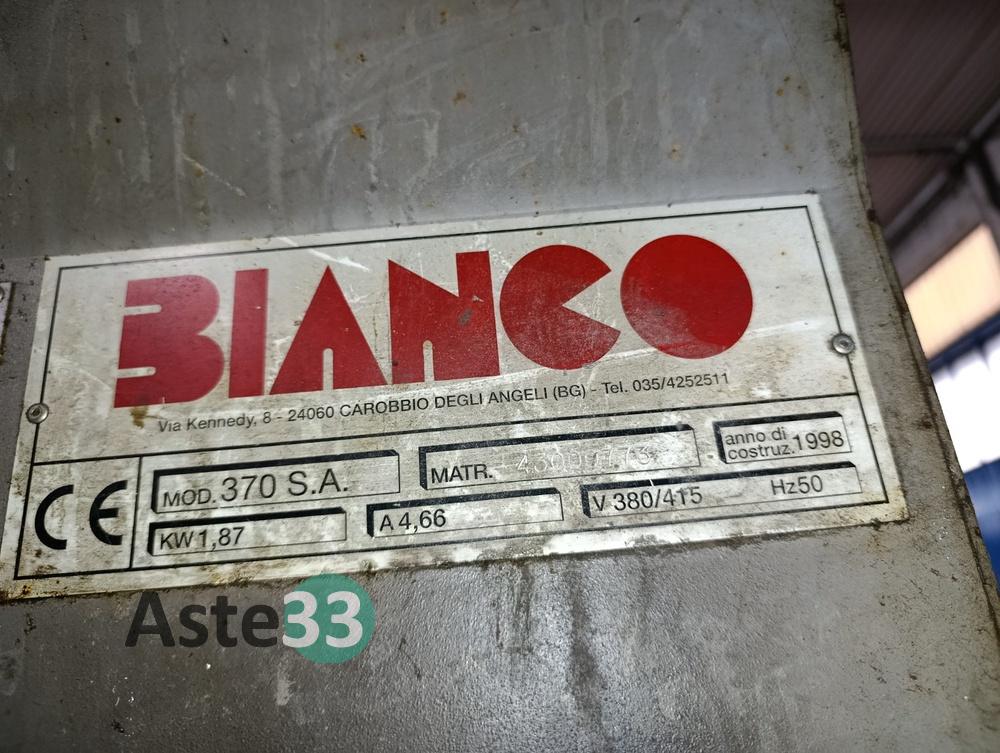 BIANCO
Via Kennedy, 8 - 24060 CAROBBIO DEGLI ANGELI (BG) - Tel. 035/4252511
CE
MOD. 370 S.A.
MATR.
anno di costruz. 1998
KW 1,87
A 4,66
V 380/415 Hz50
Aste33